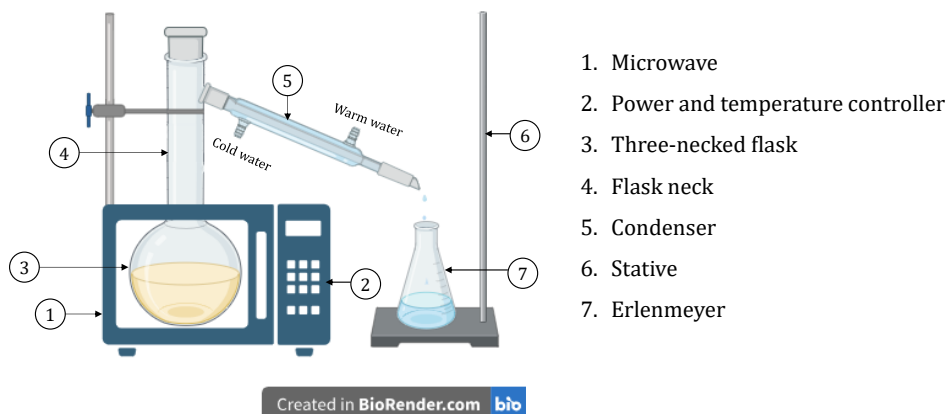 5
Warm water
Cold water
4
6
3
2
7
1
1. Microwave
2. Power and temperature controller
3. Three-necked flask
4. Flask neck
5. Condenser
6. Stative
7. Erlenmeyer
Created in BioRender.com bio